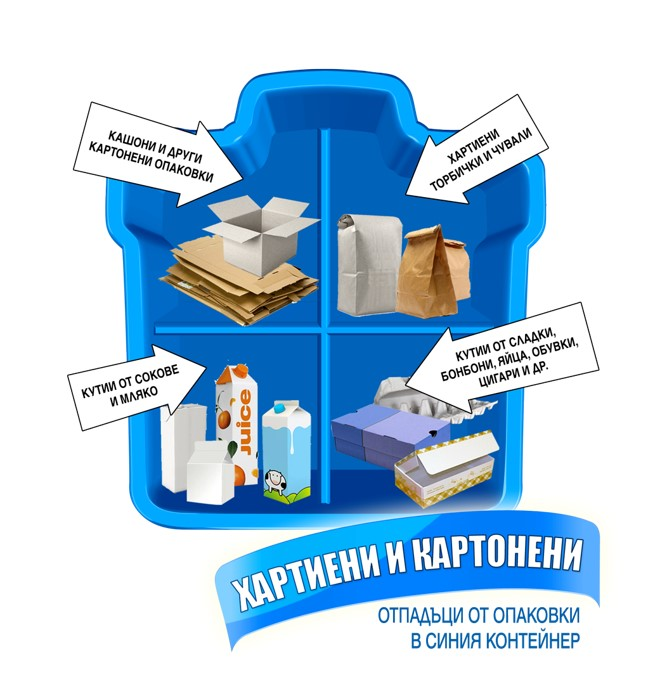 КАШОНИ И ДРУГИ
КАРТОНЕНИ ОПАКОВКИ
ХАРТИЕНИ
ТОРБИЧКИ И ЧУВАЛИ
КУТИИ ОТ СОКОВЕ
И МЛЯКО
juice
КУТИИ ОТ СЛАДКИ,
БОНБОНИ, ЯЙЦА, ОБУВКИ,
ЦИГАРИ И ДР.
ХАРТИЕНИ И КАРТОНЕНИ
ОТПАДЪЦИ ОТ ОПАКОВКИ
В СИНИЯ КОНТЕЙНЕР